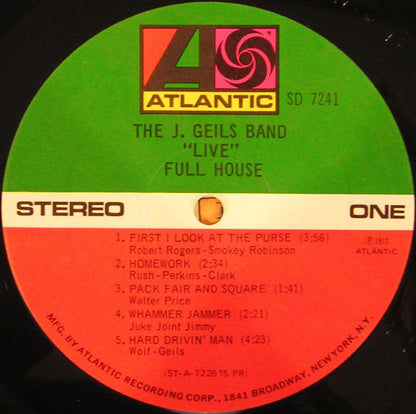 ATLANTIC
SD 7241
THE J. GEILS BAND
"LIVE"
FULL HOUSE
STEREO ONE
℗ 1972
ATLANTIC
1. FIRST I LOOK AT THE PURSE (3:56)
Robert Rogers-Smokey Robinson
2. HOMEWORK (2:34)
Rush-Perkins-Clark
3. PACK FAIR AND SQUARE (1:41)
Walter Price
4. WHAMMER JAMMER (2:21)
Juke Joint Jimmy
5. HARD DRIVIN' MAN (4:23)
Wolf-Geils
(ST-A-722615 PR)
MFG. BY ATLANTIC RECORDING CORP., 1841 BROADWAY, NEW YORK, N.Y.